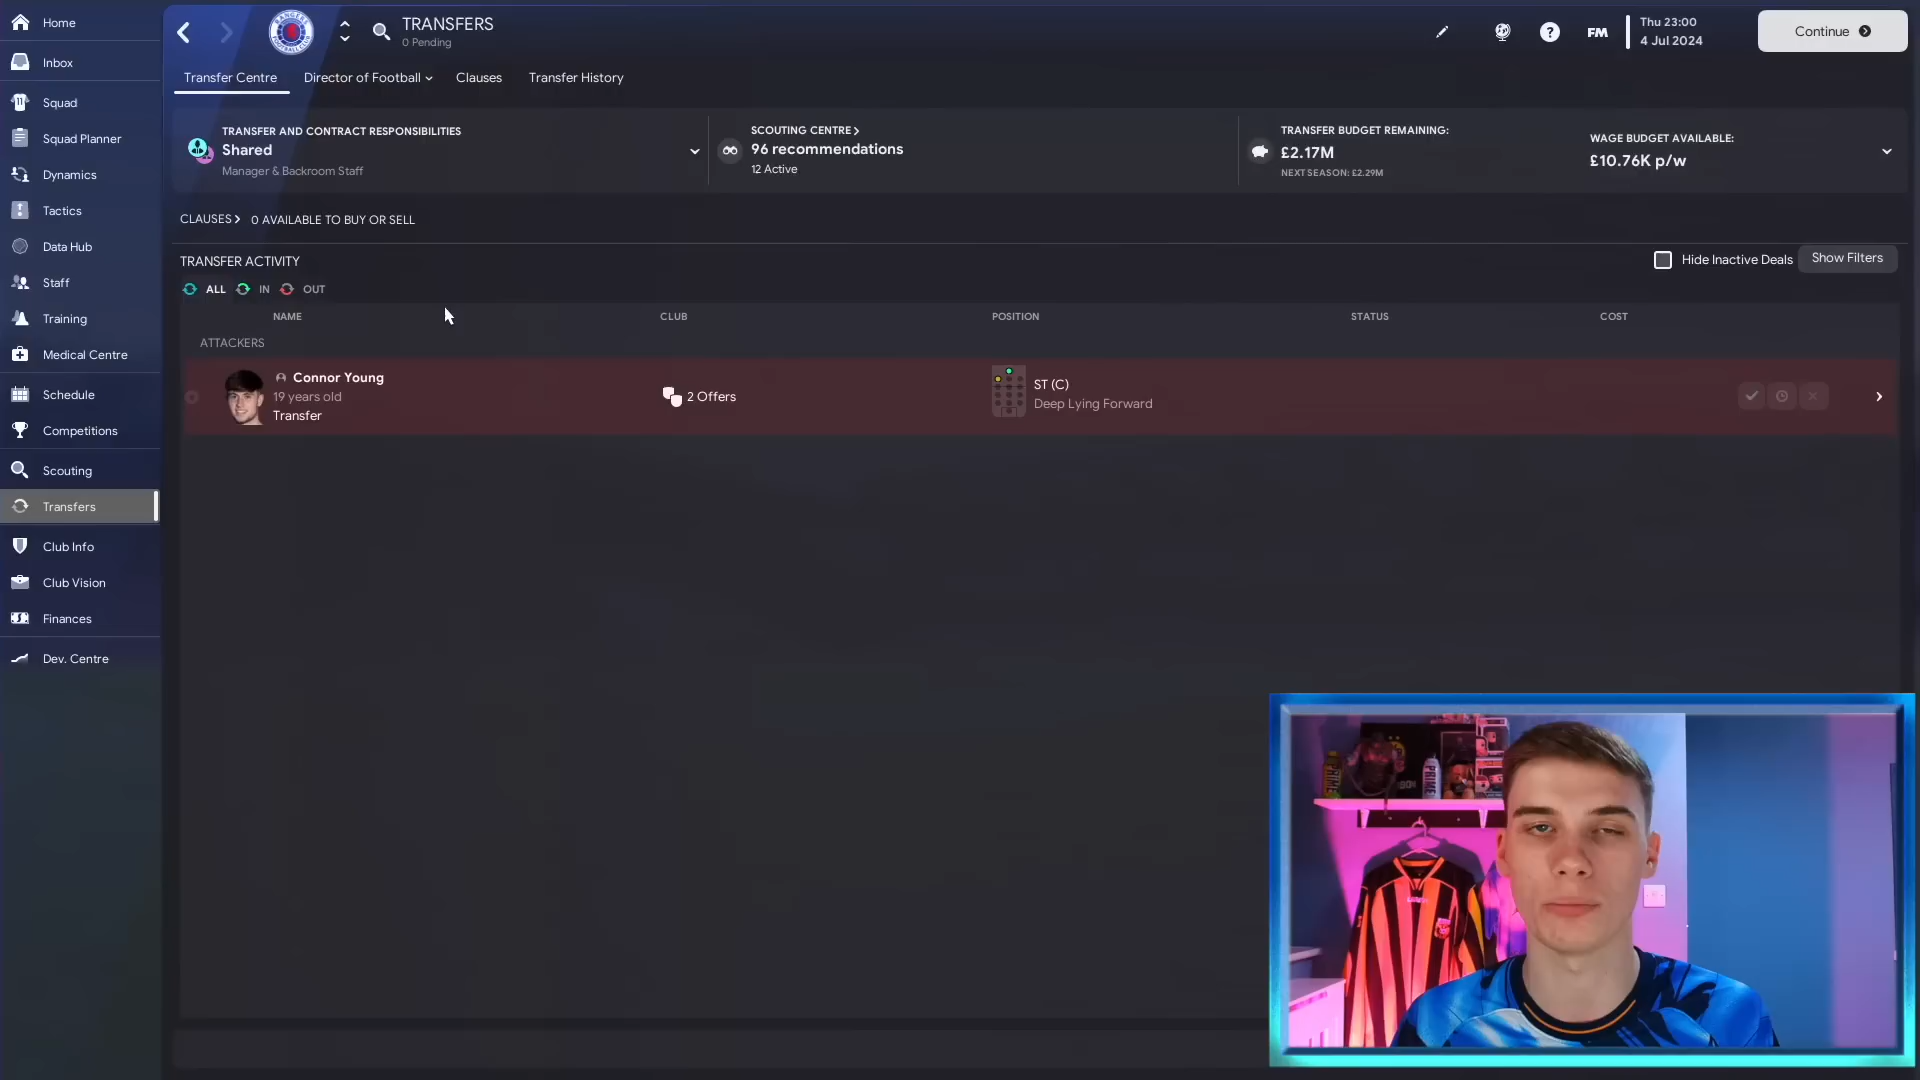 Home
Inbox
Squad
Squad Planner
Dynamics
Tactics
Data Hub
Staff
Training
Medical Centre
Schedule
Competitions
Scouting
Transfers
Club Info
Club Vision
Finances
Dev. Centre
TRANSFERS
0 Pending
FM
Thu 23:00
4 Jul 2024
Continue
Transfer Centre
Director of Football
Clauses
Transfer History
TRANSFER AND CONTRACT RESPONSIBILITIES
Shared
Manager & Backroom Staff
SCOUTING CENTRE
96 recommendations
12 Active
TRANSFER BUDGET REMAINING:
£2.17M
NEXT SEASON: £2.29M
WAGE BUDGET AVAILABLE:
£10.76K p/w
CLAUSES 0 AVAILABLE TO BUY OR SELL
TRANSFER ACTIVITY
Hide Inactive Deals
Show Filters
ALL IN OUT
NAME CLUB POSITION STATUS COST
ATTACKERS
Connor Young
19 years old
Transfer
2 Offers
ST (C)
Deep Lying Forward
PRIME